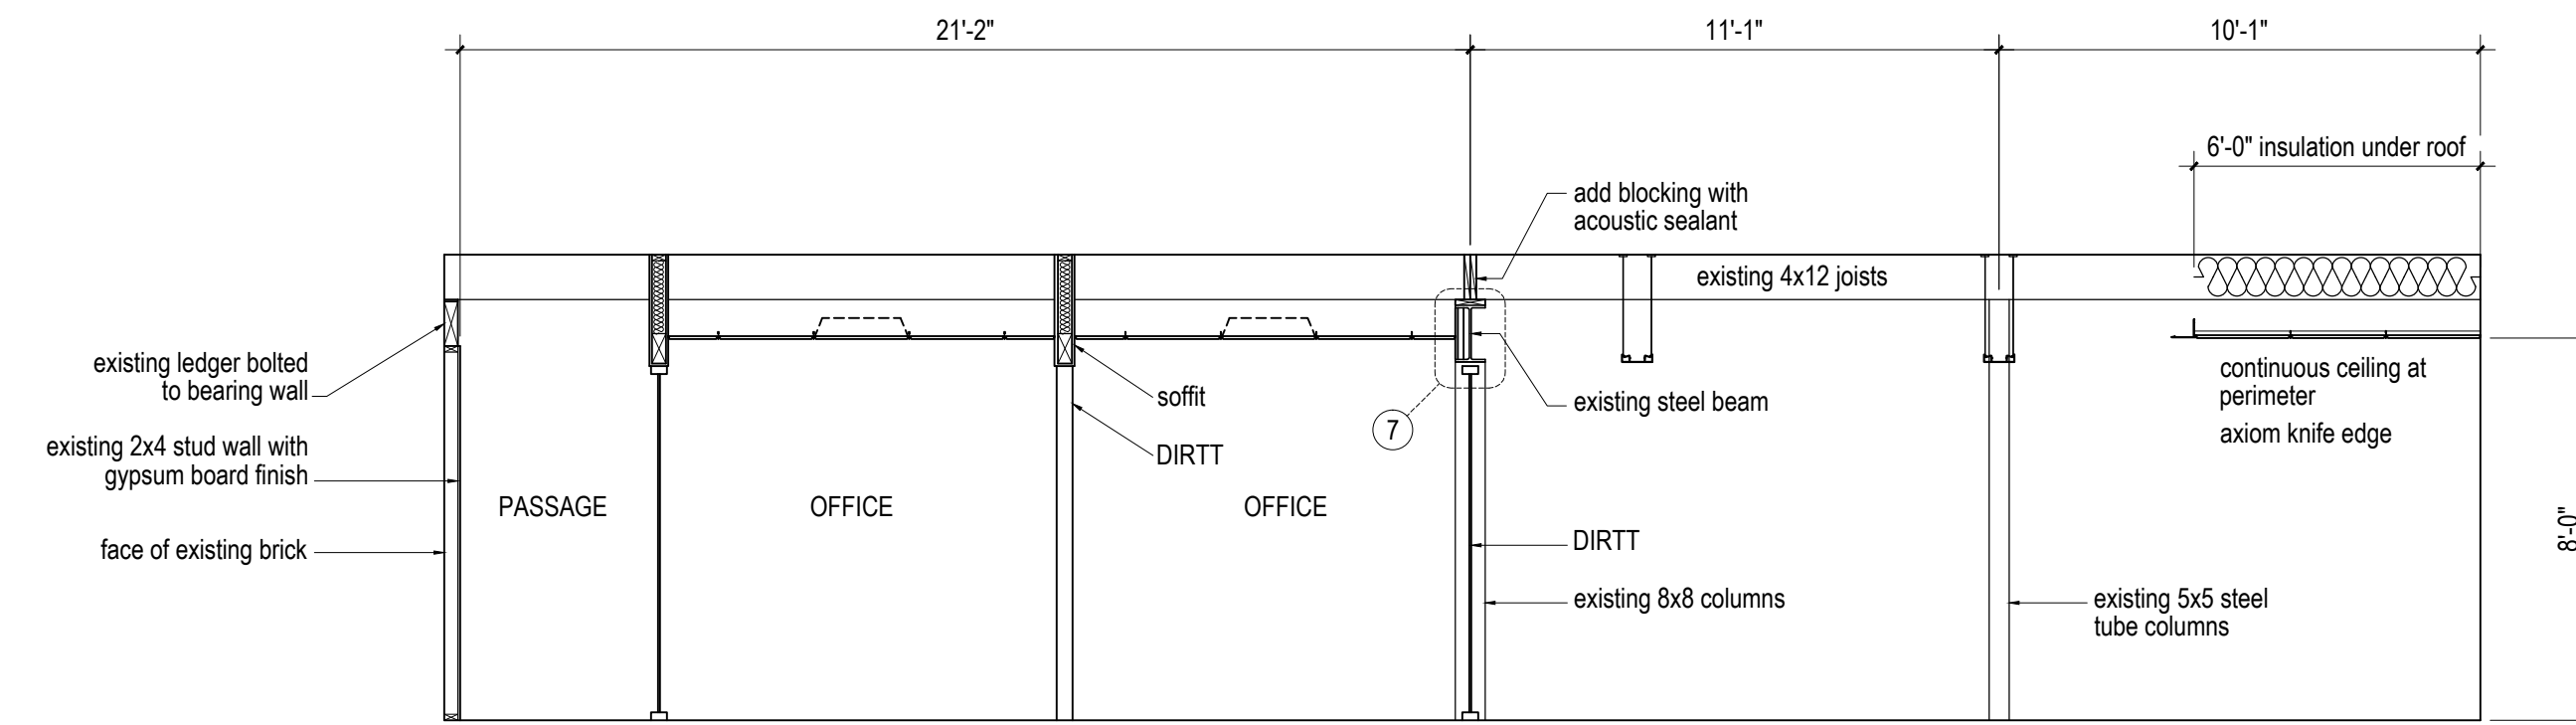 21'-2"
11'-1"
10'-1"
6'-0" insulation under roof
add blocking with
acoustic sealant
existing 4x12 joists
existing ledger bolted
to bearing wall
soffit
existing steel beam
continuous ceiling at
perimeter
axiom knife edge
7
existing 2x4 stud wall with
gypsum board finish
DIRTT
PASSAGE
OFFICE
OFFICE
8'-0"
face of existing brick
DIRTT
existing 8x8 columns
existing 5x5 steel
tube columns